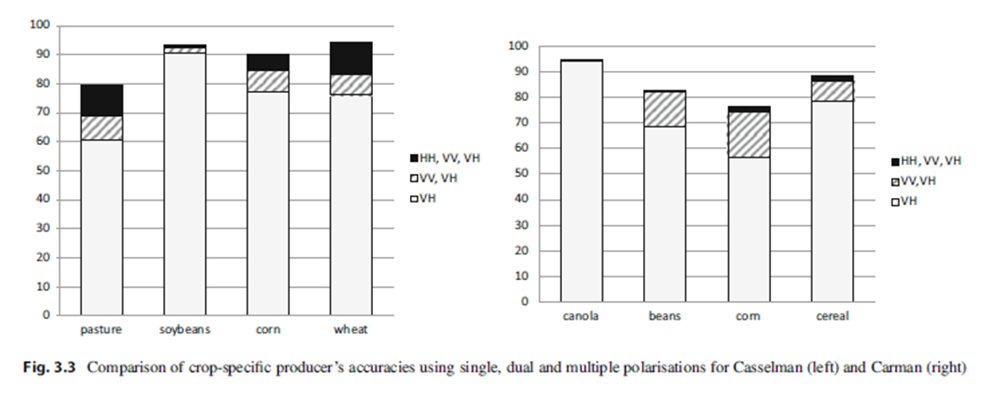 100
90
80
70
60
50
40
30
20
10
0
pasture soybeans corn wheat
HH, VV, VH
VV, VH
VH
100
90
80
70
60
50
40
30
20
10
0
canola beans corn cereal
HH, VV, VH
VV,VH
VH
Fig. 3.3 Comparison of crop-specific producer's accuracies using single, dual and multiple polarisations for Casselman (left) and Carman (right)